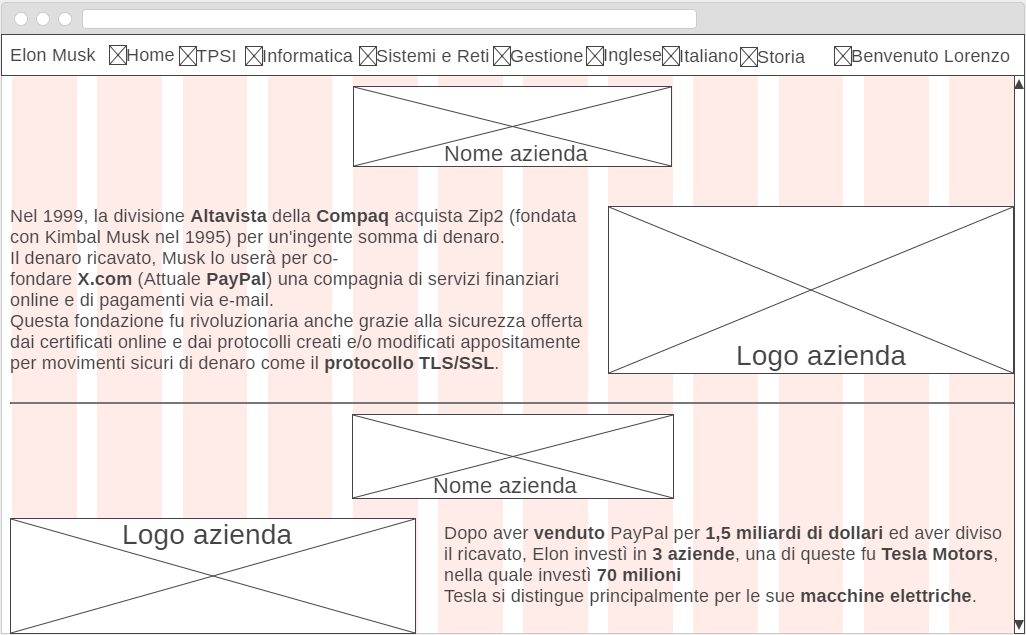 Elon Musk Home TPSI Informatica Sistemi e Reti Gestione Inglese Italiano Storia Benvenuto Lorenzo
Nome azienda
Nel 1999, la divisione Altavista della Compaq acquista Zip2 (fondata
con Kimbal Musk nel 1995) per un'ingente somma di denaro.
Il denaro ricavato, Musk lo userà per co-
fondare X.com (Attuale PayPal) una compagnia di servizi finanziari
online e di pagamenti via e-mail.
Questa fondazione fu rivoluzionaria anche grazie alla sicurezza offerta
dai certificati online e dai protocolli creati e/o modificati appositamente
per movimenti sicuri di denaro come il protocollo TLS/SSL.
Logo azienda
Nome azienda
Logo azienda
Dopo aver venduto PayPal per 1,5 miliardi di dollari ed aver diviso
il ricavato, Elon investì in 3 aziende, una di queste fu Tesla Motors,
nella quale investì 70 milioni
Tesla si distingue principalmente per le sue macchine elettriche.